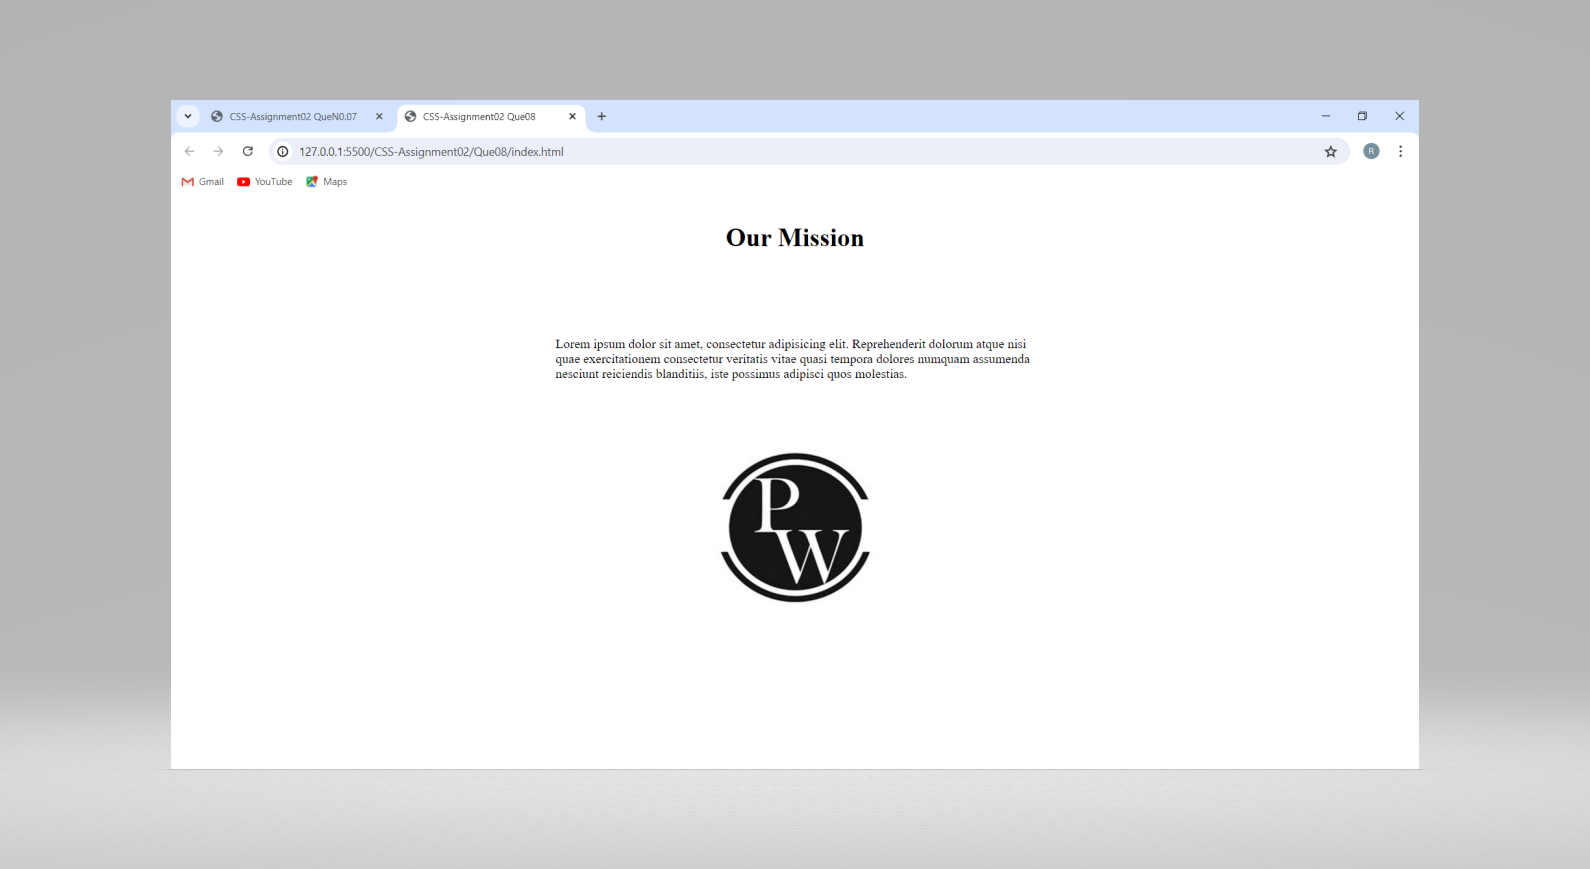 CSS-Assignment02 QueN0.07
CSS-Assignment02 Que08
127.0.0.1:5500/CSS-Assignment02/Que08/index.html
R
Gmail
YouTube
Maps
Our Mission
Lorem ipsum dolor sit amet, consectetur adipisicing elit. Reprehenderit dolorum atque nisi
quae exercitationem consectetur veritatis vitae quasi tempora dolores numquam assumenda
nesciunt reiciendis blanditiis, iste possimus adipisci quos molestias.
P
W